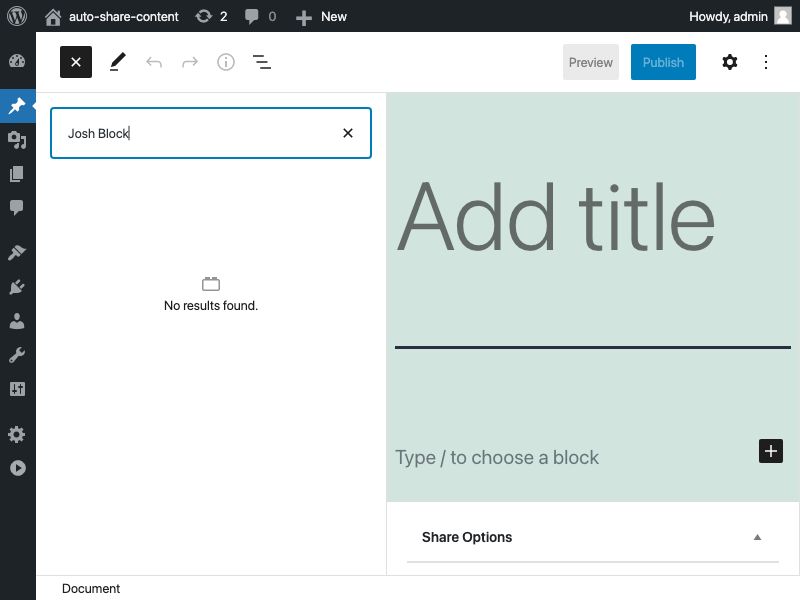 auto-share-content
2
0
New
Howdy, admin
Preview
Publish
Josh Block
No results found.
Add title
Type / to choose a block
Share Options
Document